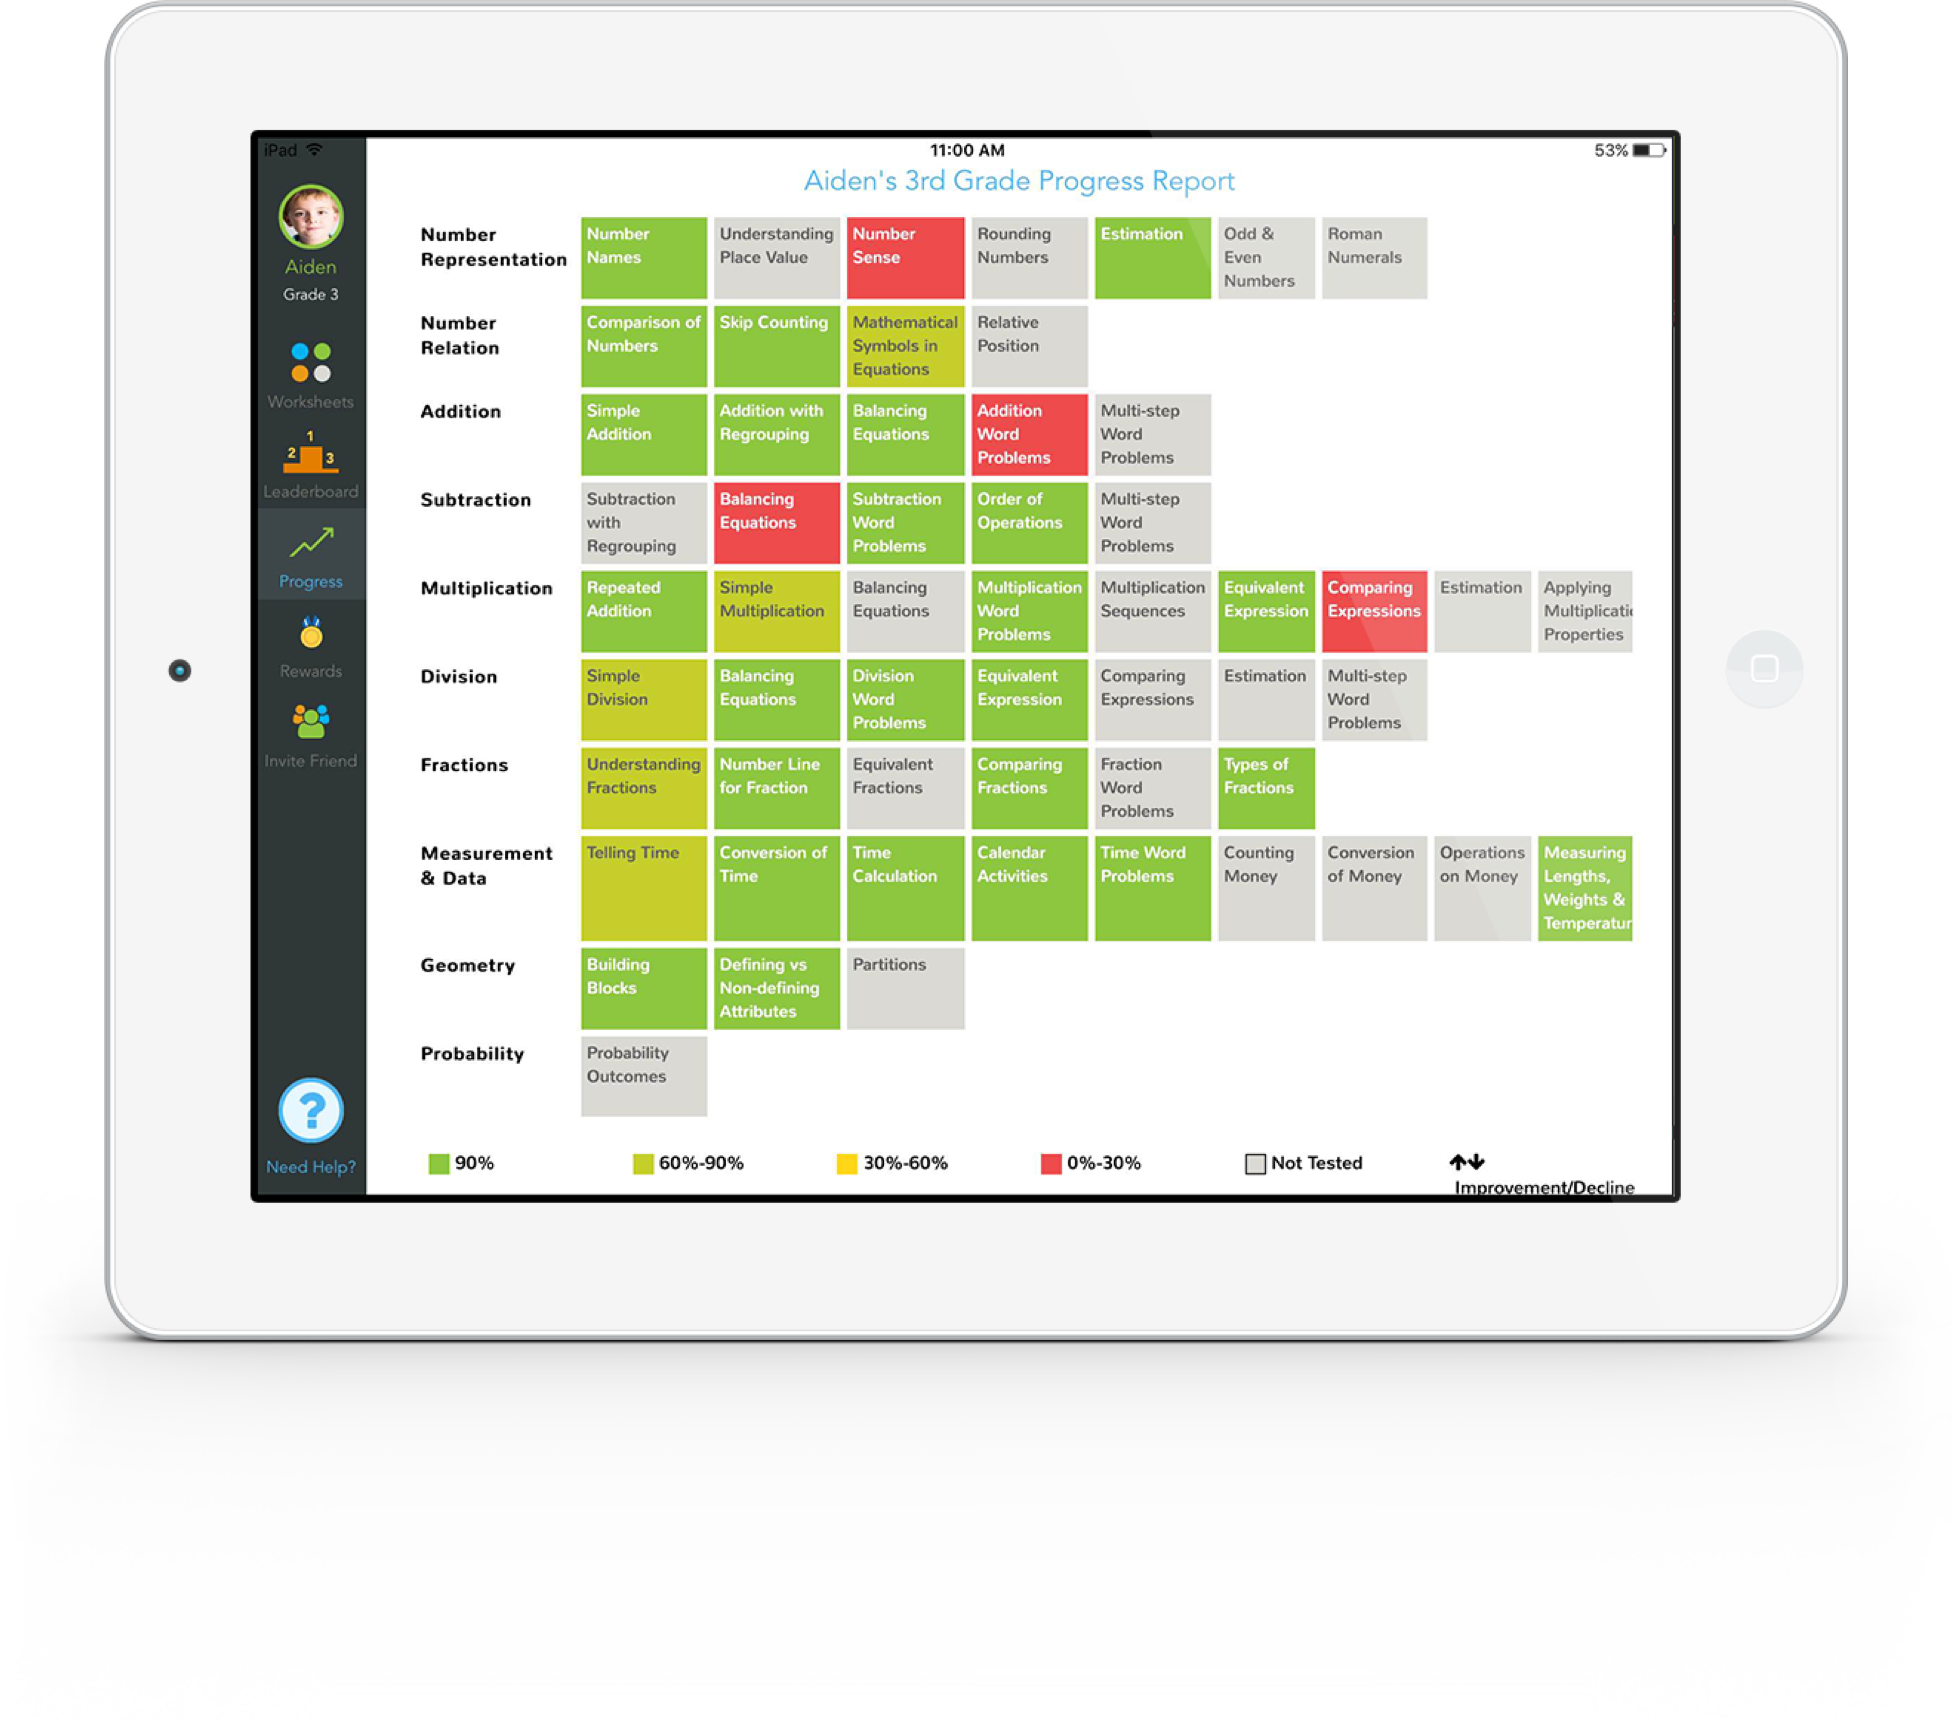 iPad
11:00 AM
53%
Aiden's 3rd Grade Progress Report
Aiden
Grade 3
Worksheets
1
2
3
Leaderboard
Progress
Rewards
Invite Friend
?
Need Help?
Number
Representation
Number
Names
Understanding
Place Value
Number
Sense
Rounding
Numbers
Estimation
Odd &
Even
Numbers
Roman
Numerals
Number
Relation
Comparison of
Numbers
Skip Counting
Mathematical
Symbols in
Equations
Relative
Position
Addition
Simple
Addition
Addition with
Regrouping
Balancing
Equations
Addition
Word
Problems
Multi-step
Word
Problems
Subtraction
Subtraction
with
Regrouping
Balancing
Equations
Subtraction
Word
Problems
Order of
Operations
Multi-step
Word
Problems
Multiplication
Repeated
Addition
Simple
Multiplication
Balancing
Equations
Multiplication
Word
Problems
Multiplication
Sequences
Equivalent
Expression
Comparing
Expressions
Estimation
Applying
Multiplicati
Properties
Division
Simple
Division
Balancing
Equations
Division
Word
Problems
Equivalent
Expression
Comparing
Expressions
Estimation
Multi-step
Word
Problems
Fractions
Understanding
Fractions
Number Line
for Fraction
Equivalent
Fractions
Comparing
Fractions
Fraction
Word
Problems
Types of
Fractions
Measurement
& Data
Telling Time
Conversion of
Time
Time
Calculation
Calendar
Activities
Time Word
Problems
Counting
Money
Conversion
of Money
Operations
on Money
Measuring
Lengths,
Weights &
Temperatur
Geometry
Building
Blocks
Defining vs
Non-defining
Attributes
Partitions
Probability
Probability
Outcomes
90%
60%-90%
30%-60%
0%-30%
Not Tested
Improvement/Decline